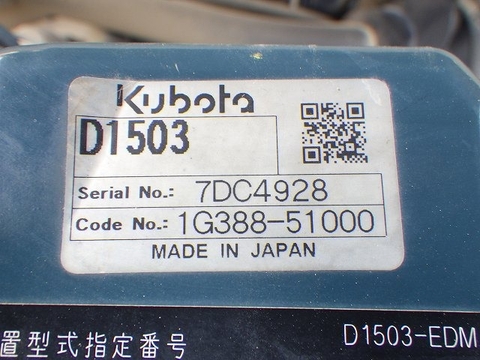 Kubota
D1503
Serial No.: 7DC4928
Code No.: 1G388-51000
MADE IN JAPAN
置型式指定番号 D1503-EDM